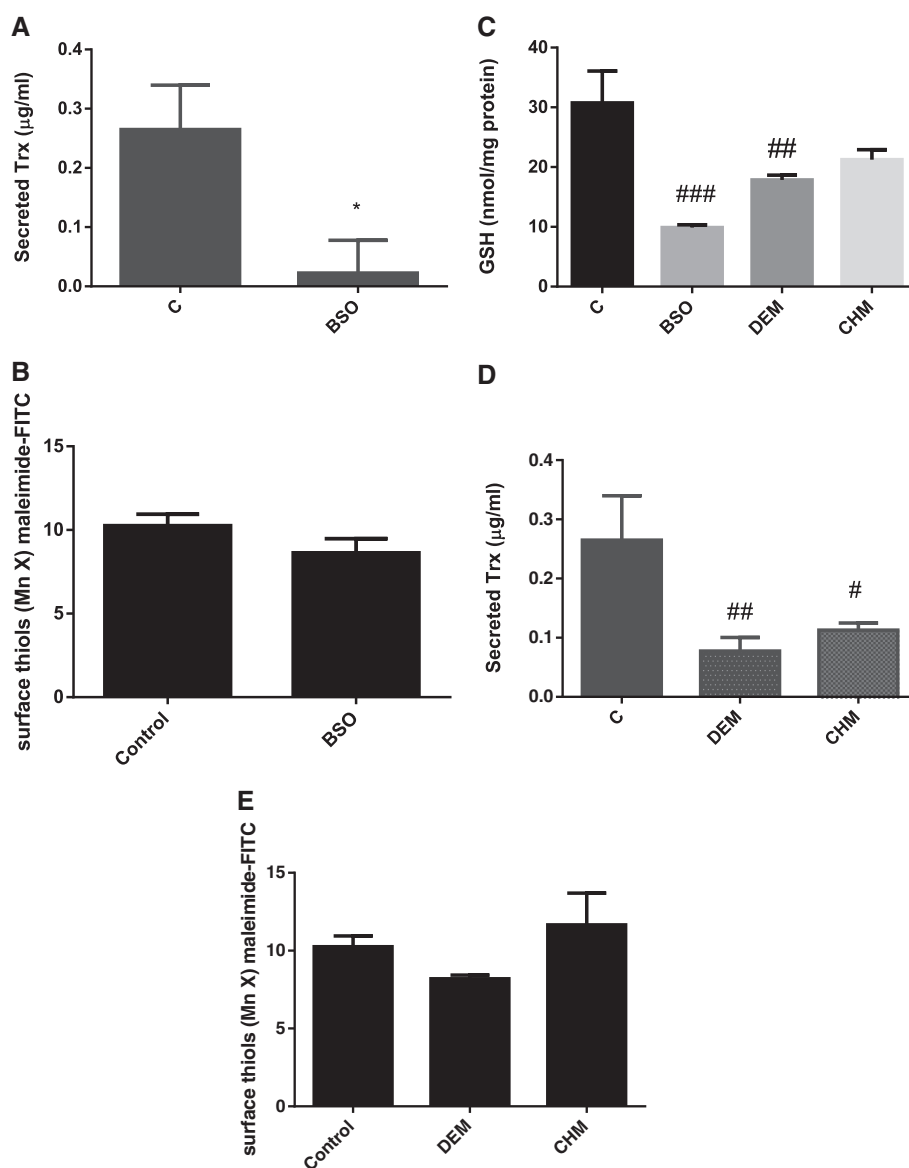 A
Secreted Trx (μg/ml)
0.4
0.3
0.2
0.1
0.0
*
C
BSO
B
surface thiols (Mn X) maleimide-FITC
15
10
5
0
Control
BSO
C
GSH (nmol/mg protein)
40
30
20
10
0
###
##
C
BSO
DEM
CHM
D
Secreted Trx (μg/ml)
0.4
0.3
0.2
0.1
0.0
##
#
C
DEM
CHM
E
surface thiols (Mn X) maleimide-FITC
15
10
5
0
Control
DEM
CHM